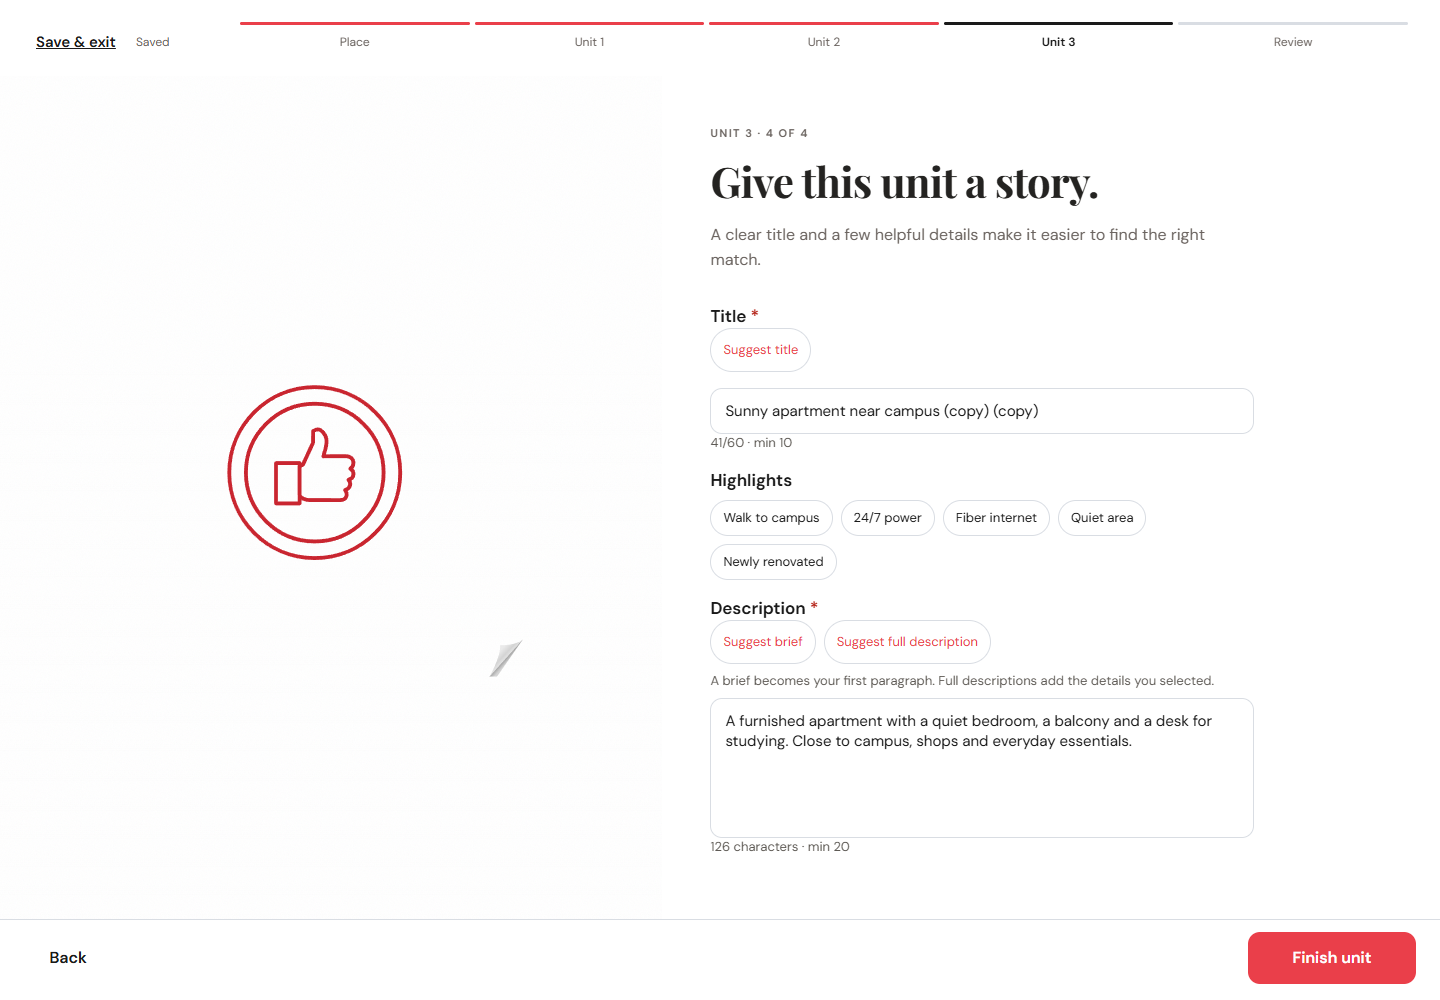 Save & exit
Saved
Place
Unit 1
Unit 2
Unit 3
Review
UNIT 3 · 4 OF 4
Give this unit a story.
A clear title and a few helpful details make it easier to find the right
match.
Title *
Suggest title
Sunny apartment near campus (copy) (copy)
41/60 · min 10
Highlights
Walk to campus
24/7 power
Fiber internet
Quiet area
Newly renovated
Description *
Suggest brief
Suggest full description
A brief becomes your first paragraph. Full descriptions add the details you selected.
A furnished apartment with a quiet bedroom, a balcony and a desk for
studying. Close to campus, shops and everyday essentials.
126 characters · min 20
Back
Finish unit